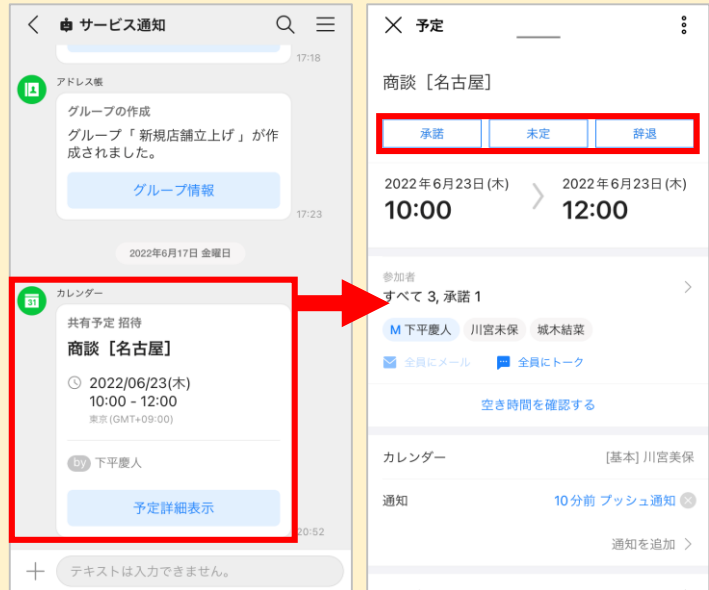 サービス通知
17:18
アドレス帳
グループの作成
グループ「 新規店舗立上げ 」が作
成されました。
グループ情報
17:23
2022年6月17日 金曜日
31
カレンダー
共有予定 招待
商談［名古屋］
2022/06/23(木)
10:00 - 12:00
東京(GMT+09:00)
by 下平慶人
予定詳細表示
20:52
テキストは入力できません。
予定
商談［名古屋］
承諾
未定
辞退
2022年6月23日(木)
10:00
2022年6月23日(木)
12:00
参加者
すべて 3, 承諾 1
M 下平慶人 川宮未保 城木結菜
全員にメール 全員にトーク
空き時間を確認する
カレンダー [基本] 川宮美保
通知 10分前 プッシュ通知
通知を追加